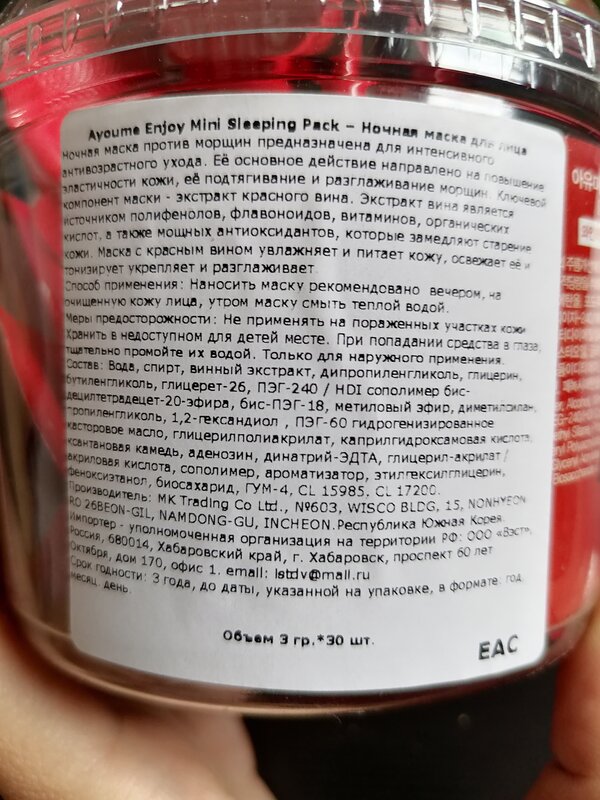 Ayoume Enjoy Mini Sleeping Pack – Ночная маска для лица
Ночная маска против морщин предназначена для интенсивного
антивозрастного ухода. Её основное действие направлено на повышение
эластичности кожи, её подтягивание и разглаживание морщин. Ключевой
компонент маски - экстракт красного вина. Экстракт вина является
источником полифенолов, флавоноидов, витаминов, органических
кислот, а также мощных антиоксидантов, которые замедляют старение
кожи. Маска с красным вином увлажняет и питает кожу, освежает её и
тонизирует укрепляет и разглаживает.
Способ применения: Наносить маску рекомендовано вечером, на
очищенную кожу лица, утром маску смыть теплой водой.
Меры предосторожности: Не применять на пораженных участках кожи
Хранить в недоступном для детей месте. При попадании средства в глаза,
тщательно промойте их водой. Только для наружного применения.
Состав: Вода, спирт, винный экстракт, дипропиленгликоль, глицерин,
бутиленгликоль, глицерет-26, ПЭГ-240 / HDI сополимер бис-
децилтетрадецет-20-эфира, бис-ПЭГ-18, метиловый эфир, диметилсилан,
пропиленгликоль, 1,2-гександиол , ПЭГ-60 гидрогенизированное
касторовое масло, глицерилполиакрилат, каприлгидроксамовая кислота,
ксантановая камедь, аденозин, динатрий-ЭДТА, глицерил-акрилат /
акриловая кислота, сополимер, ароматизатор, этилгексилглицерин,
феноксиэтанол, биосахарид, ГУМ-4, CL 15985. CL 17200.
Производитель: MK Trading Co Ltd., N9603, WISCO BLDG, 15, NONHYEON
RO 26BEON-GIL, NAMDONG-GU, INCHEON.Республика Южная Корея
Импортер - уполномоченная организация на территории РФ: ООО «Вэст»,
Россия, 680014, Хабаровский край, г. Хабаровск, проспект 60 лет
Октября, дом 170, офис 1. email: lstdv@mail.ru
Срок годности: 3 года, до даты, указанной на упаковке, в формате. год.
месяц. день.
Объем 3 гр.*30 шт.
EAC